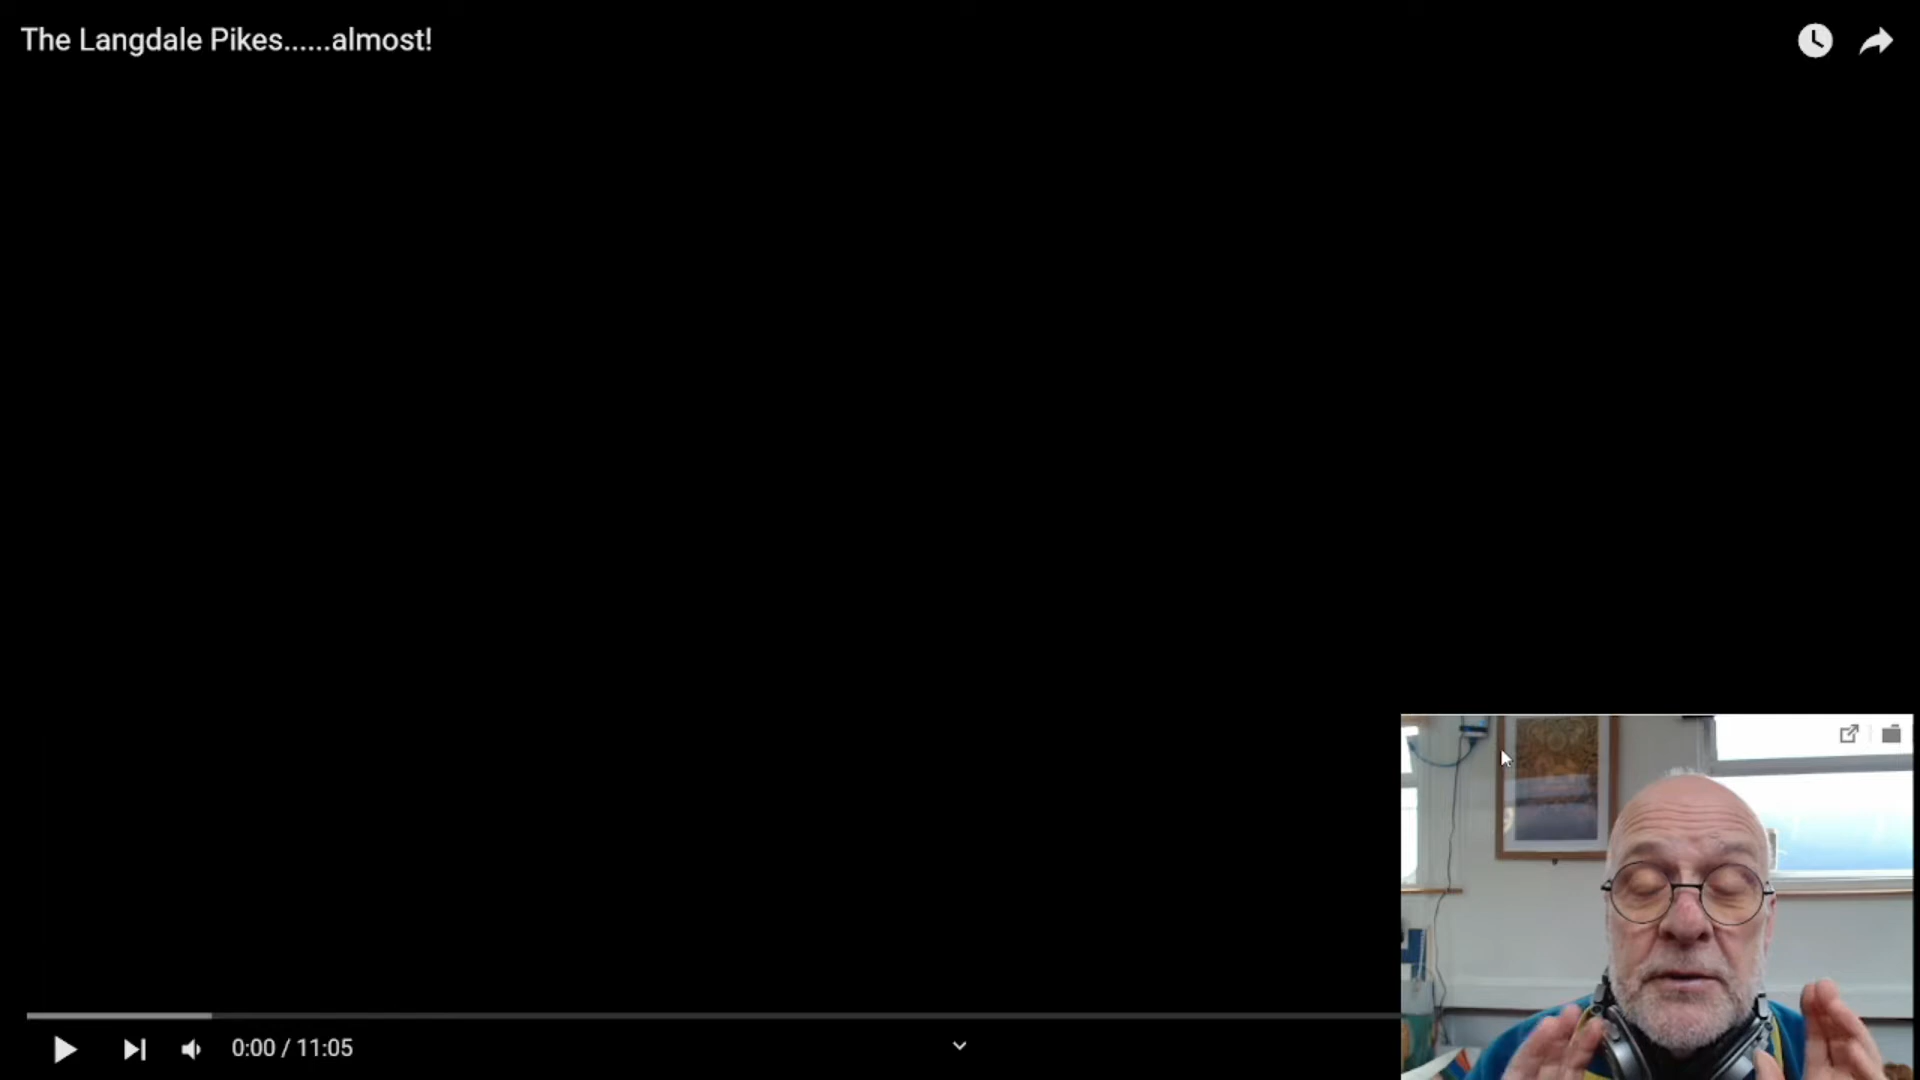 The Langdale Pikes......almost!
0:00 / 11:05